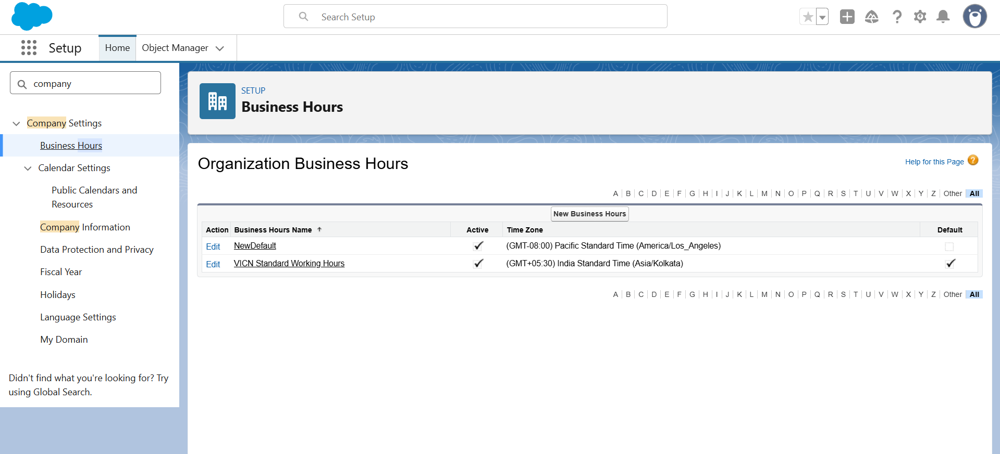 Search Setup
Setup
Home
Object Manager
company
Company Settings
Business Hours
Calendar Settings
Public Calendars and
Resources
Company Information
Data Protection and Privacy
Fiscal Year
Holidays
Language Settings
My Domain
Didn't find what you're looking for? Try
using Global Search.
SETUP
Business Hours
Organization Business Hours
Help for this Page ?
A B C D E F G H I J K L M N O P Q R S T U V W X Y Z Other All
New Business Hours
Action Business Hours Name Active Time Zone Default
Edit NewDefault (GMT-08:00) Pacific Standard Time (America/Los_Angeles)
Edit VICN Standard Working Hours (GMT+05:30) India Standard Time (Asia/Kolkata)
A B C D E F G H I J K L M N O P Q R S T U V W X Y Z Other All